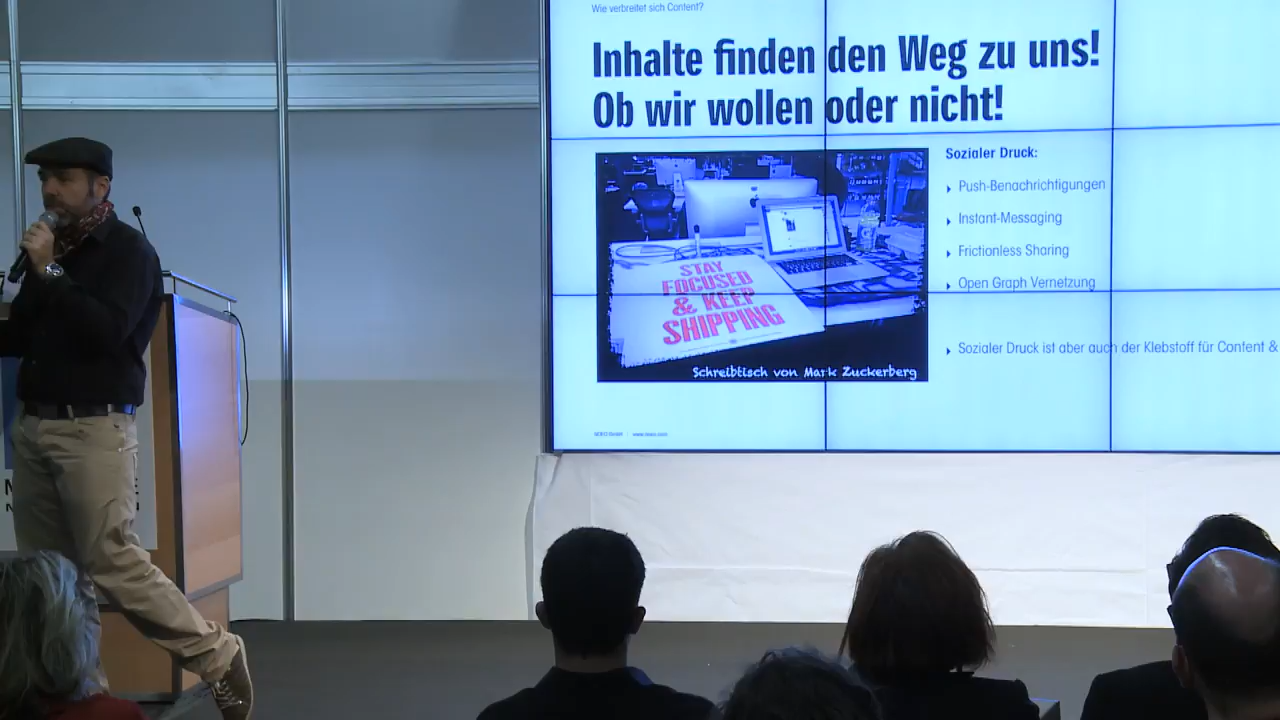 Wie verbreitet sich Content?
Inhalte finden den Weg zu uns!
Ob wir wollen oder nicht!
Sozialer Druck:
Push-Benachrichtigungen
Instant-Messaging
Frictionless Sharing
Open Graph Vernetzung
Sozialer Druck ist aber auch der Klebstoff für Content &
STAY
FOCUSED
& KEEP
SHIPPING
Schreibtisch von Mark Zuckerberg